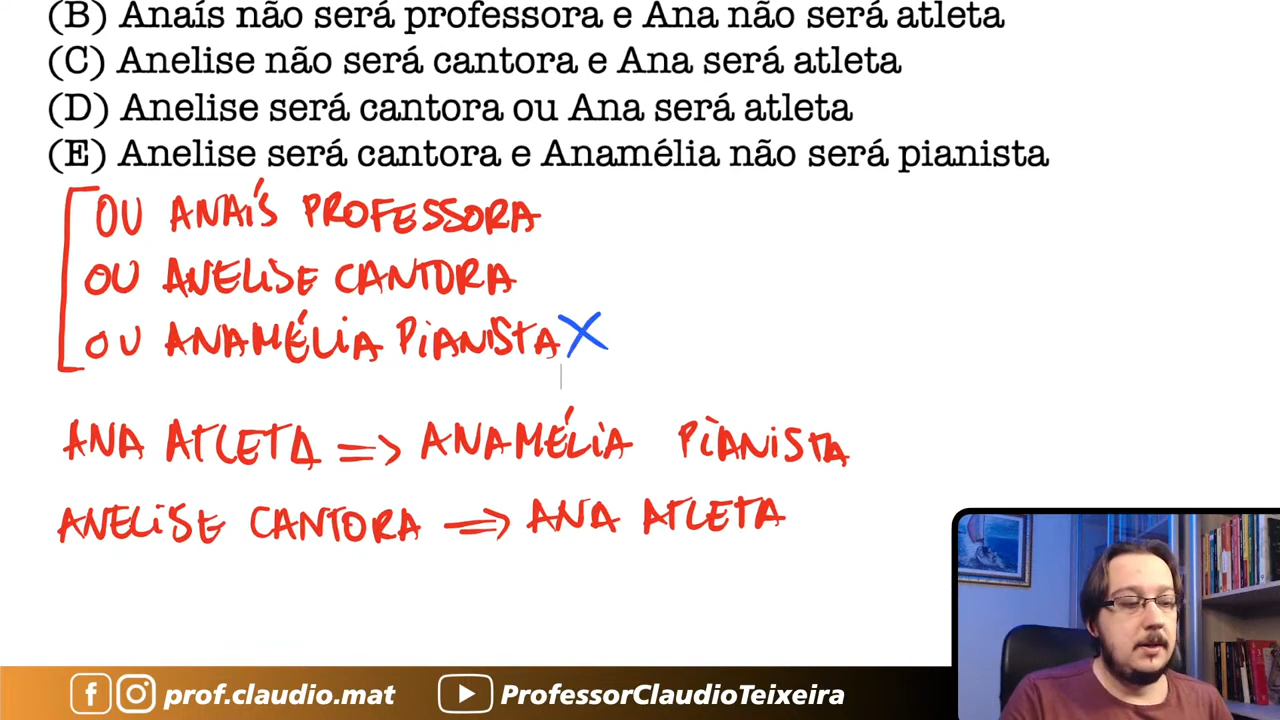 (B) Anaís não será professora e Ana não será atleta
(C) Anelise não será cantora e Ana será atleta
(D) Anelise será cantora ou Ana será atleta
(E) Anelise será cantora e Anamélia não será pianista
OU ANAÍS PROFESSORA
OU ANELISE CANTORA
OU ANAMÉLIA PIANISTA X
ANA ATLETA => ANAMÉLIA PIANISTA
ANELISE CANTORA => ANA ATLETA
prof.claudio.mat ProfessorClaudioTeixeira